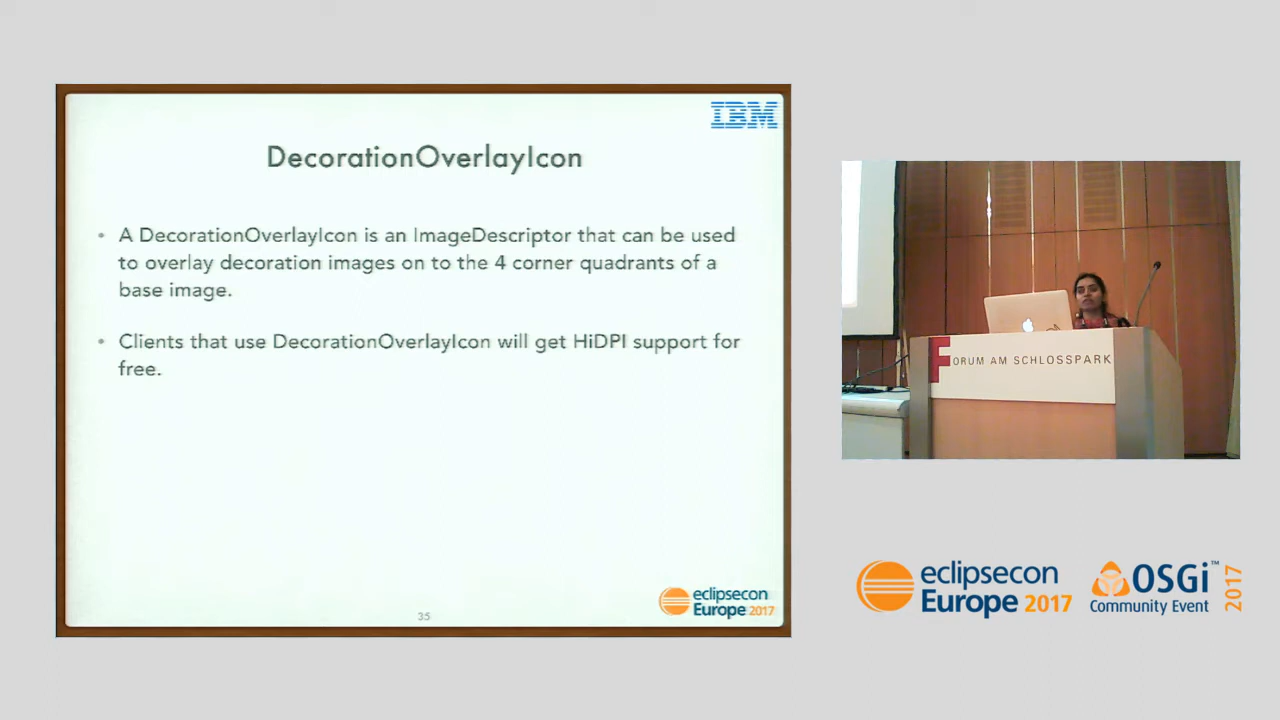 IBM
DecorationOverlayIcon
• A DecorationOverlayIcon is an ImageDescriptor that can be used
to overlay decoration images on to the 4 corner quadrants of a
base image.
• Clients that use DecorationOverlayIcon will get HiDPI support for
free.
35
eclipsecon
Europe 2017
FORUM AM SCHLOSSPARK
eclipsecon
Europe 2017
OSGi™
Community Event
2017